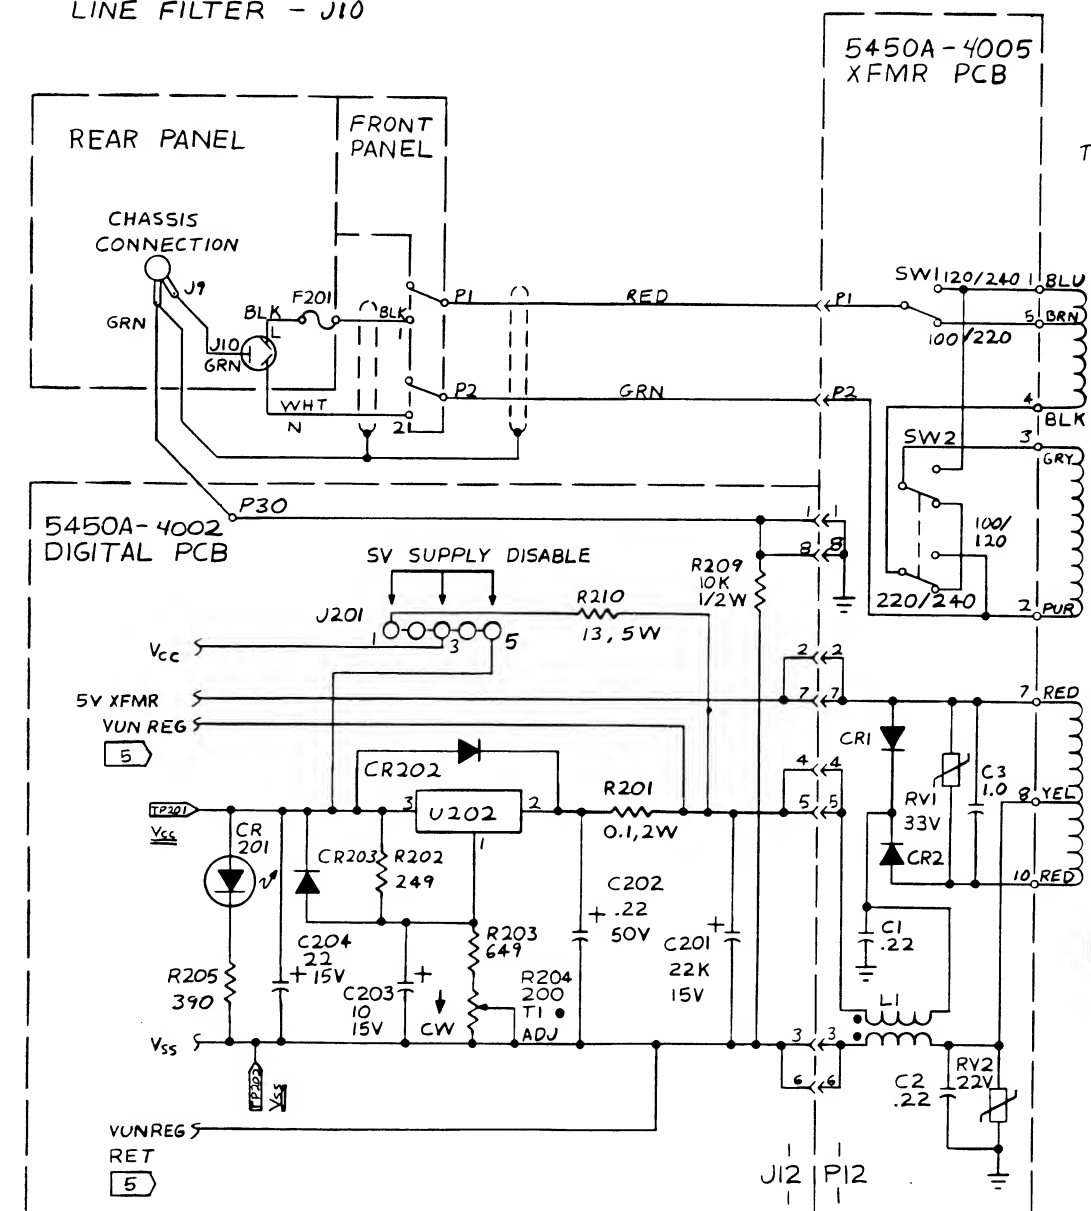 LINE FILTER - J10
5450A-4005
XFMR PCB
T
REAR PANEL
FRONT
PANEL
CHASSIS
CONNECTION
J9
GRN
BLK
L
F201
BLK
1
J10
GRN
WHT
N
2
P1
RED
P1
SW1
120/240
1
BLU
5
BRN
100/220
P2
GRN
P2
4
BLK
SW2
3
GRY
100/
120
220/240
2
PUR
P30
5450A-4002
DIGITAL PCB
1
1
8
8
5V SUPPLY DISABLE
R209
10K
1/2W
R210
13, 5W
J201
1
3
5
VCC
2
2
5V XFMR
7
7
7
RED
VUN REG
5
CR202
CR1
4
4
C3
1.0
RV1
33V
R201
0.1, 2W
5
5
8
YEL
TP201
VCC
3
U202
2
1
CR
201
CR203
R202
249
CR2
10
RED
C202
.22
50V
+
R203
649
C204
22
15V
+
C201
22K
15V
+
C1
.22
R205
390
C203
10
15V
+
CW
R204
200
T1
ADJ
L1
VSS
3
3
TP202
VSS
6
6
C2
.22
RV2
22V
VUNREG
RET
5
J12
P12